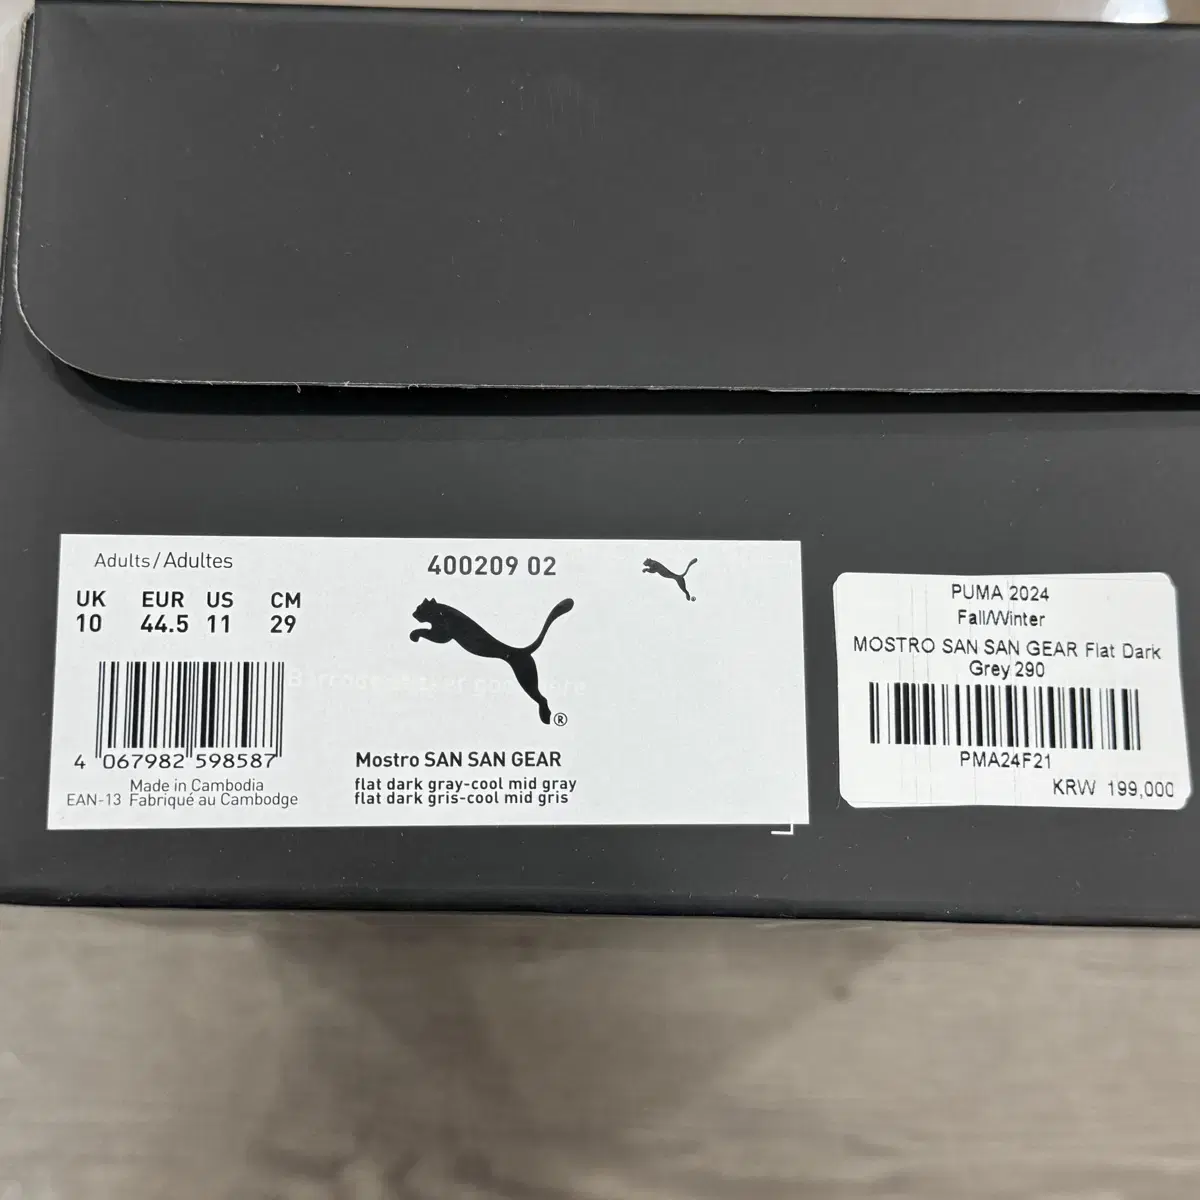 Adults/Adultes
400209 02
UK EUR US CM
10 44.5 11 29
®
4 067982 598587
Made in Cambodia
EAN-13 Fabriqué au Cambodge
Mostro SAN SAN GEAR
flat dark gray-cool mid gray
flat dark gris-cool mid gris
PUMA 2024
Fall/Winter
MOSTRO SAN SAN GEAR Flat Dark
Grey 290
PMA24F21
KRW 199,000